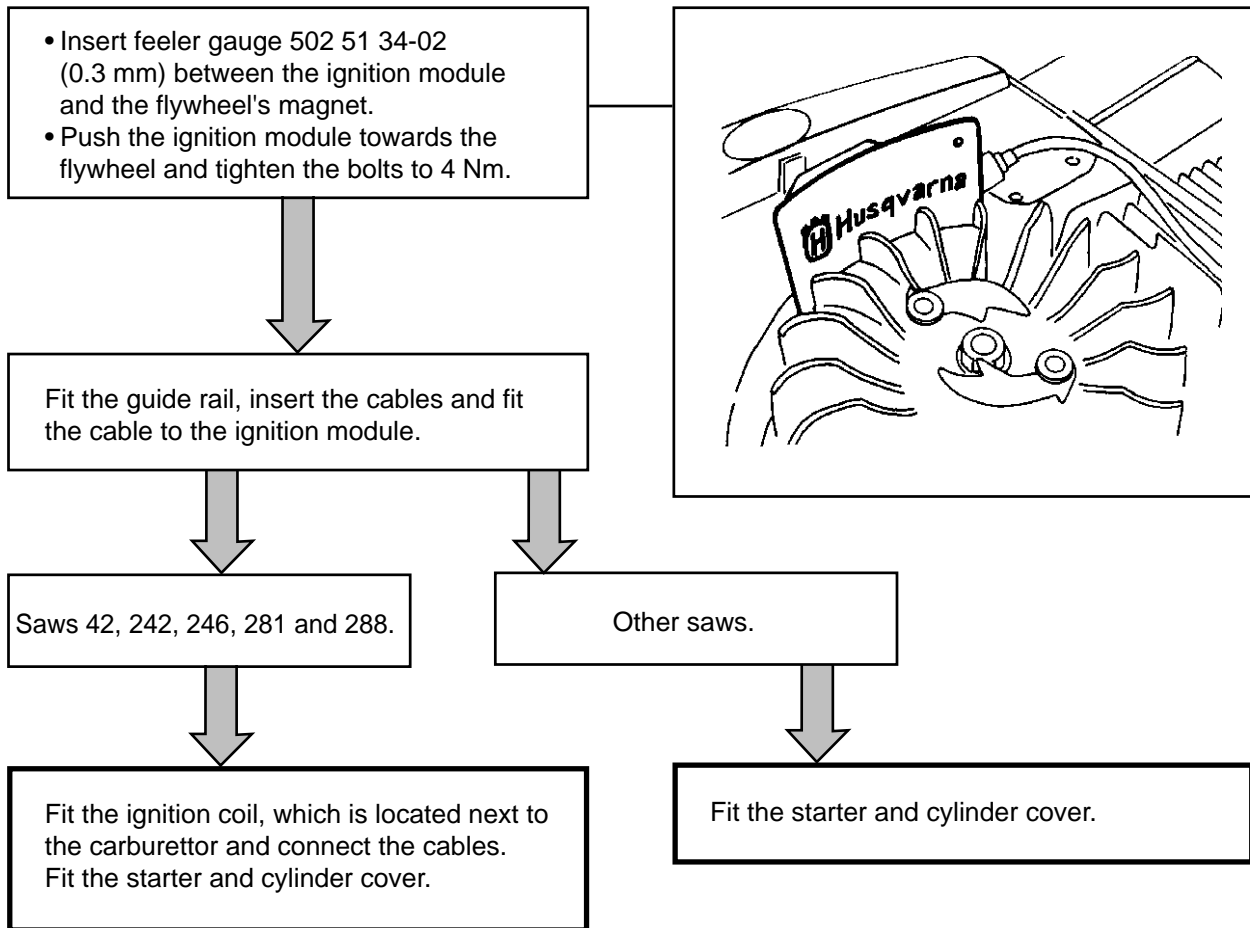 • Insert feeler gauge 502 51 34-02
(0.3 mm) between the ignition module
and the flywheel's magnet.
• Push the ignition module towards the
flywheel and tighten the bolts to 4 Nm.
H Husqvarna
Fit the guide rail, insert the cables and fit
the cable to the ignition module.
Saws 42, 242, 246, 281 and 288.
Other saws.
Fit the ignition coil, which is located next to
the carburettor and connect the cables.
Fit the starter and cylinder cover.
Fit the starter and cylinder cover.